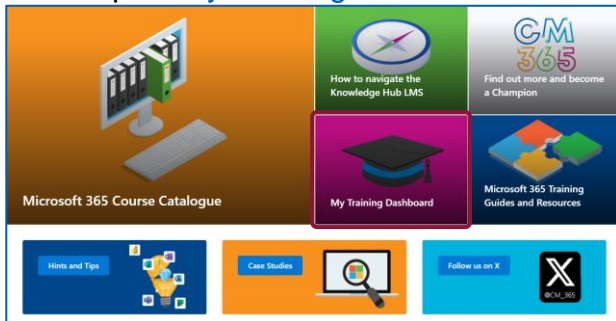 Microsoft 365 Course Catalogue
How to navigate the
Knowledge Hub LMS
CM
365
Find out more and become
a Champion
My Training Dashboard
Microsoft 365 Training
Guides and Resources
Hints and Tips
Case Studies
Follow us on X
@CM_365